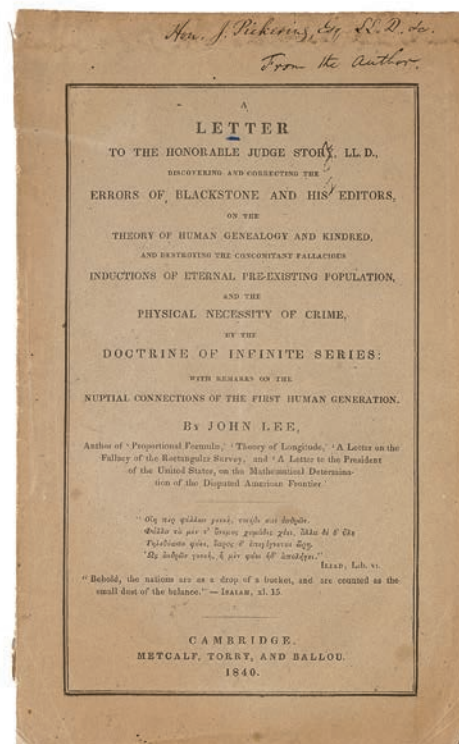 Hon. J. Pickering, Esq, LL. D. &c.
From the Author.
A
LETTER
TO THE HONORABLE JUDGE STORY, LL. D.,
DISCOVERING AND CORRECTING THE
ERRORS OF BLACKSTONE AND HIS EDITORS,
ON THE
THEORY OF HUMAN GENEALOGY AND KINDRED,
AND DESTROYING THE CONCOMITANT FALLACIOUS
INDUCTIONS OF ETERNAL PRE-EXISTING POPULATION,
AND THE
PHYSICAL NECESSITY OF CRIME,
BY THE
DOCTRINE OF INFINITE SERIES:
WITH REMARKS ON THE
NUPTIAL CONNECTIONS OF THE FIRST HUMAN GENERATION.
BY JOHN LEE,
Author of 'Proportional Formulæ,' 'Theory of Longitude,' 'A Letter on the
Fallacy of the Rectangular Survey, and 'A Letter to the President
of the United States, on the Mathematical Determina-
tion of the Disputed American Frontier
ILIAD, Lib. VI.
"Behold, the nations are as a drop of a bucket, and are counted as the
small dust of the balance." — ISAIAH, xl. 15
CAMBRIDGE.
METCALF, TORRY, AND BALLOU.
1840.